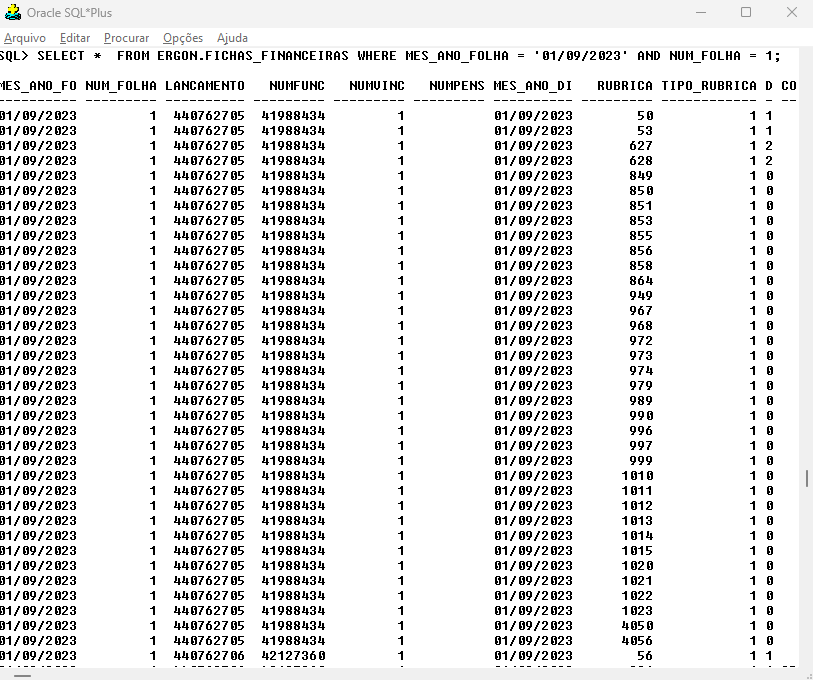 Oracle SQL*Plus
Arquivo Editar Procurar Opções Ajuda
SQL> SELECT *  FROM ERGON.FICHAS_FINANCEIRAS WHERE MES_ANO_FOLHA = '01/09/2023' AND NUM_FOLHA = 1;
MES_ANO_FO NUM_FOLHA LANCAMENTO NUMFUNC NUMVINC NUMPENS MES_ANO_DI RUBRICA TIPO_RUBRICA D CO
---------- --------- ---------- --------- --------- --------- ---------- --------- ------------ - --
01/09/2023 1 440762705 41988434 1 01/09/2023 50 1 1
01/09/2023 1 440762705 41988434 1 01/09/2023 53 1 1
01/09/2023 1 440762705 41988434 1 01/09/2023 627 1 2
01/09/2023 1 440762705 41988434 1 01/09/2023 628 1 2
01/09/2023 1 440762705 41988434 1 01/09/2023 849 1 0
01/09/2023 1 440762705 41988434 1 01/09/2023 850 1 0
01/09/2023 1 440762705 41988434 1 01/09/2023 851 1 0
01/09/2023 1 440762705 41988434 1 01/09/2023 853 1 0
01/09/2023 1 440762705 41988434 1 01/09/2023 855 1 0
01/09/2023 1 440762705 41988434 1 01/09/2023 856 1 0
01/09/2023 1 440762705 41988434 1 01/09/2023 858 1 0
01/09/2023 1 440762705 41988434 1 01/09/2023 864 1 0
01/09/2023 1 440762705 41988434 1 01/09/2023 949 1 0
01/09/2023 1 440762705 41988434 1 01/09/2023 967 1 0
01/09/2023 1 440762705 41988434 1 01/09/2023 968 1 0
01/09/2023 1 440762705 41988434 1 01/09/2023 972 1 0
01/09/2023 1 440762705 41988434 1 01/09/2023 973 1 0
01/09/2023 1 440762705 41988434 1 01/09/2023 974 1 0
01/09/2023 1 440762705 41988434 1 01/09/2023 979 1 0
01/09/2023 1 440762705 41988434 1 01/09/2023 989 1 0
01/09/2023 1 440762705 41988434 1 01/09/2023 990 1 0
01/09/2023 1 440762705 41988434 1 01/09/2023 996 1 0
01/09/2023 1 440762705 41988434 1 01/09/2023 997 1 0
01/09/2023 1 440762705 41988434 1 01/09/2023 999 1 0
01/09/2023 1 440762705 41988434 1 01/09/2023 1010 1 0
01/09/2023 1 440762705 41988434 1 01/09/2023 1011 1 0
01/09/2023 1 440762705 41988434 1 01/09/2023 1012 1 0
01/09/2023 1 440762705 41988434 1 01/09/2023 1013 1 0
01/09/2023 1 440762705 41988434 1 01/09/2023 1014 1 0
01/09/2023 1 440762705 41988434 1 01/09/2023 1015 1 0
01/09/2023 1 440762705 41988434 1 01/09/2023 1020 1 0
01/09/2023 1 440762705 41988434 1 01/09/2023 1021 1 0
01/09/2023 1 440762705 41988434 1 01/09/2023 1022 1 0
01/09/2023 1 440762705 41988434 1 01/09/2023 1023 1 0
01/09/2023 1 440762705 41988434 1 01/09/2023 4050 1 0
01/09/2023 1 440762705 41988434 1 01/09/2023 4056 1 0
01/09/2023 1 440762706 42127360 1 01/09/2023 56 1 1